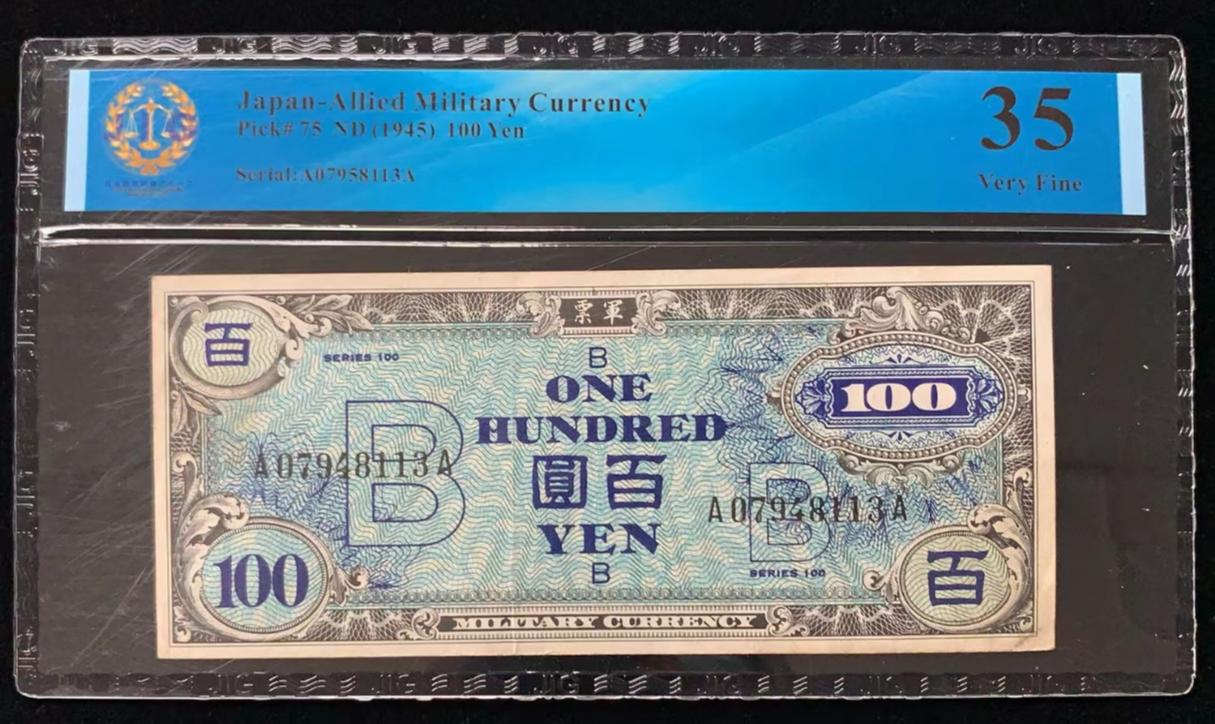 Japan-Allied Military Currency
Pick# 75 ND (1945) 100 Yen
Serial:A07958113A
35
Very Fine
票軍
百
SERIES 100
B
ONE
HUNDRED
圓百
YEN
B
100
B
A07948113A
B
A07948113A
SERIES 100
100
百
MILITARY CURRENCY
JIG